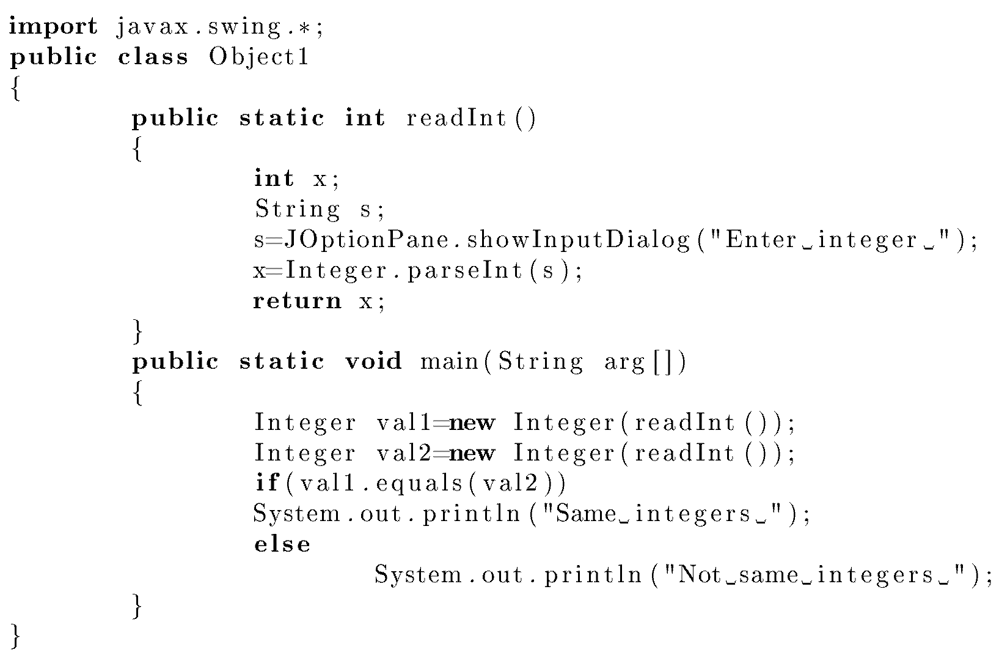 import javax.swing.*;
public class Object1
{
public static int readInt()
{
int x;
String s;
s=JOptionPane.showInputDialog("Enter␣integer␣");
x=Integer.parseInt(s);
return x;
}
public static void main(String arg[])
{
Integer val1=new Integer(readInt());
Integer val2=new Integer(readInt());
if(val1.equals(val2))
System.out.println("Same␣integers␣");
else
System.out.println("Not␣same␣integers␣");
}
}